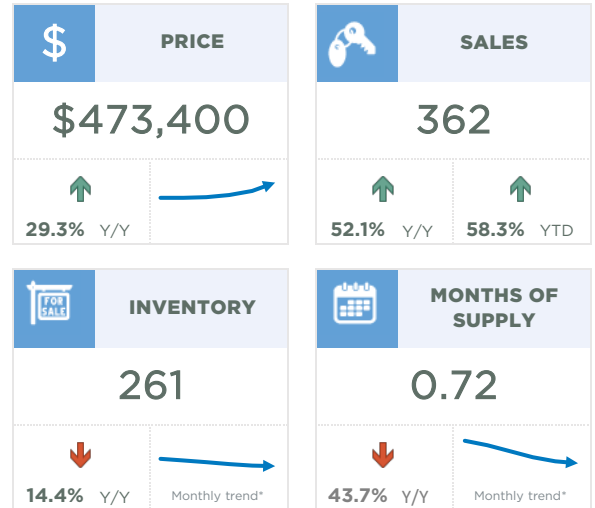 $
PRICE
$473,400
29.3% Y/Y
SALES
362
52.1% Y/Y
58.3% YTD
FOR
SALE
INVENTORY
261
14.4% Y/Y
Monthly trend*
MONTHS OF
SUPPLY
0.72
43.7% Y/Y
Monthly trend*